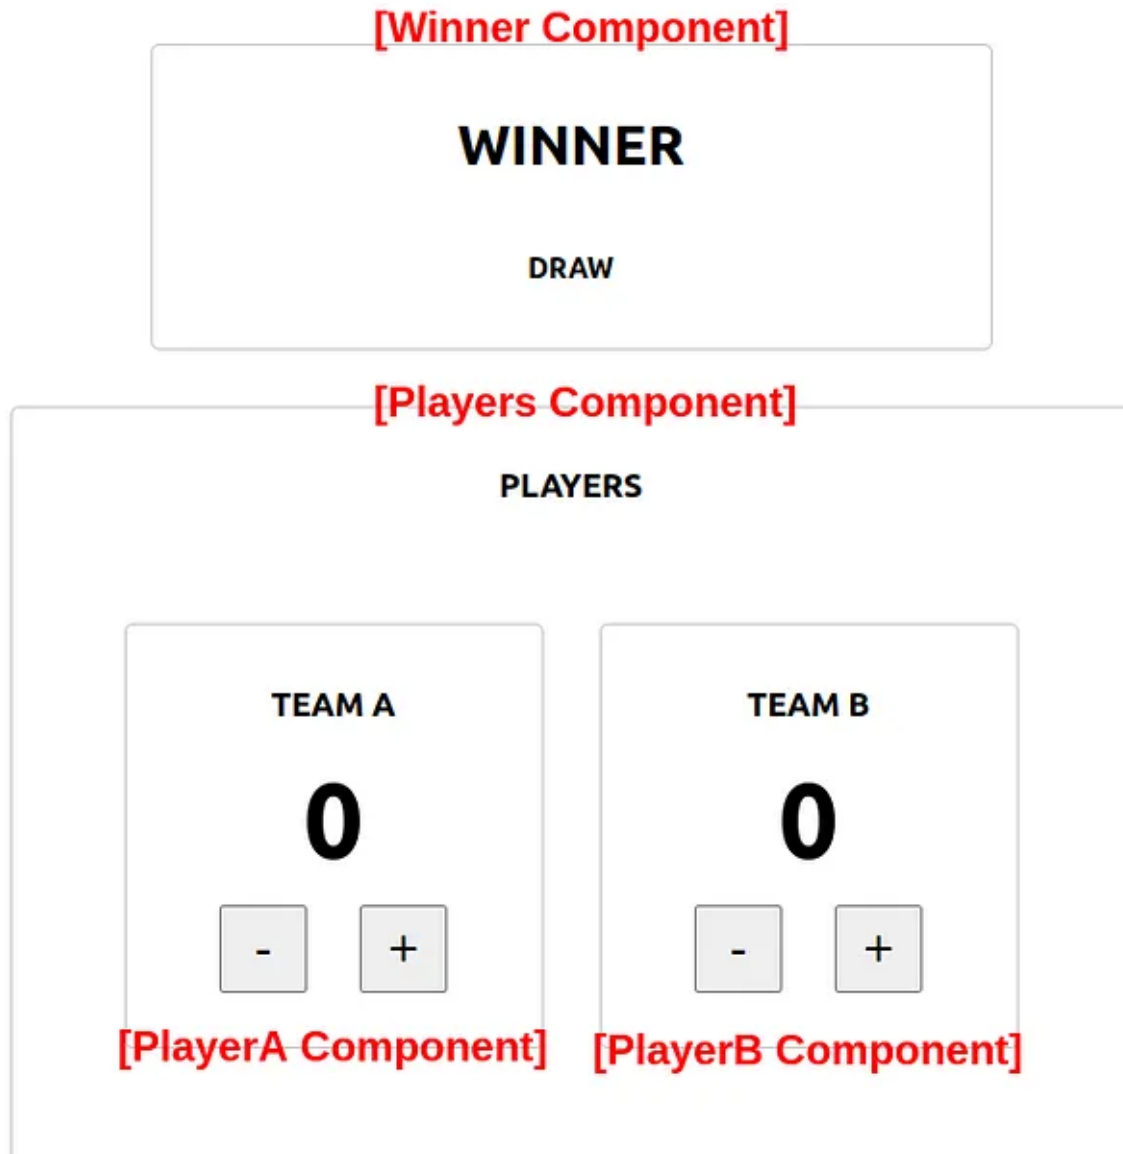 [Winner Component]
WINNER
DRAW
[Players Component]
PLAYERS
TEAM A
0
- +
[PlayerA Component]
TEAM B
0
- +
[PlayerB Component]